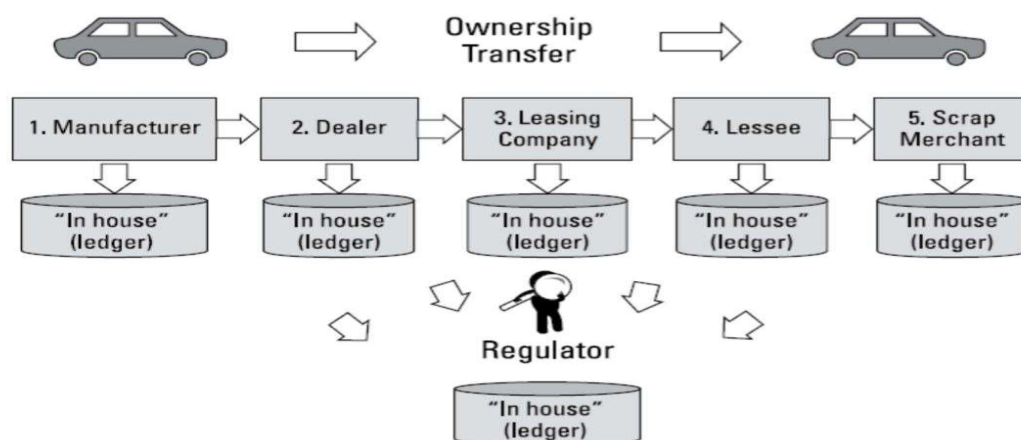 Ownership
Transfer
1. Manufacturer
2. Dealer
3. Leasing
Company
4. Lessee
5. Scrap
Merchant
"In house"
(ledger)
"In house"
(ledger)
"In house"
(ledger)
"In house"
(ledger)
"In house"
(ledger)
Regulator
"In house"
(ledger)